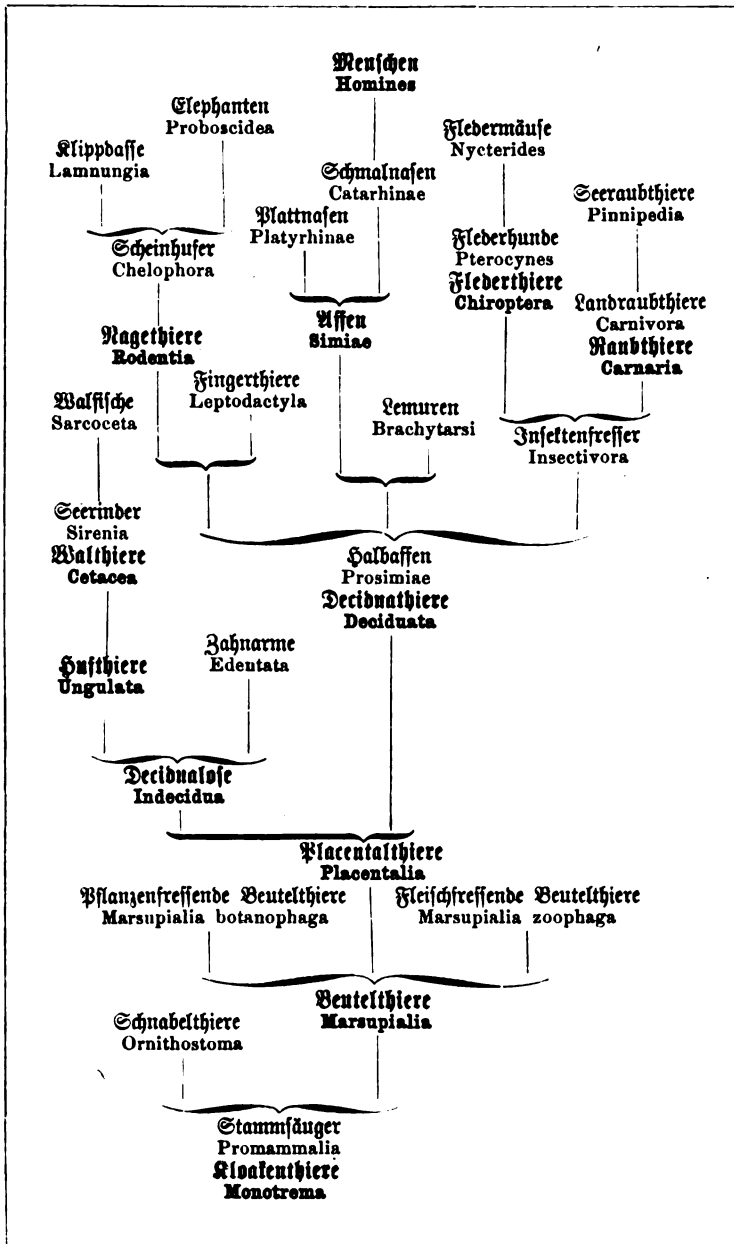 Menschen
Homines
Elephanten
Proboscidea
Fledermäuse
Nycterides
Klippdasse
Lamnungia
Schmalnasen
Catarhinae
Seeraubthiere
Pinnipedia
Plattnasen
Platyrhinae
Flederhunde
Pterocynes
Flederthiere
Chiroptera
Scheinhufer
Chelophora
Landraubthiere
Carnivora
Raubthiere
Carnaria
Affen
Simiae
Nagethiere
Rodentia
Fingerthiere
Leptodactyla
Walfische
Sarcoceta
Lemuren
Brachytarsi
Insektenfresser
Insectivora
Seerinder
Sirenia
Walthiere
Cetacea
Halbaffen
Prosimiae
Deciduathiere
Deciduata
Zahnarme
Edentata
Hufthiere
Ungulata
Decidualose
Indecidua
Placentalthiere
Placentalia
Pflanzenfressende Beutelthiere
Marsupialia botanophaga
Fleischfressende Beutelthiere
Marsupialia zoophaga
Beutelthiere
Marsupialia
Schnabelthiere
Ornithostoma
Stammsäuger
Promammalia
Kloakenthiere
Monotrema